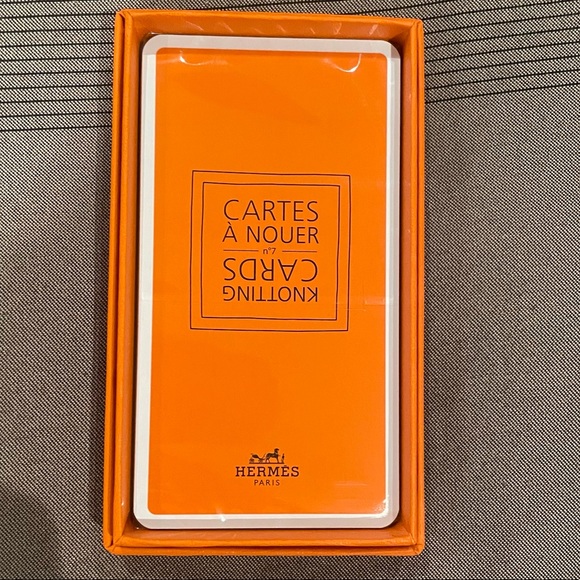 CARTES
À NOUER
n°7
KNOTTING
CARDS
HERMÈS
PARIS